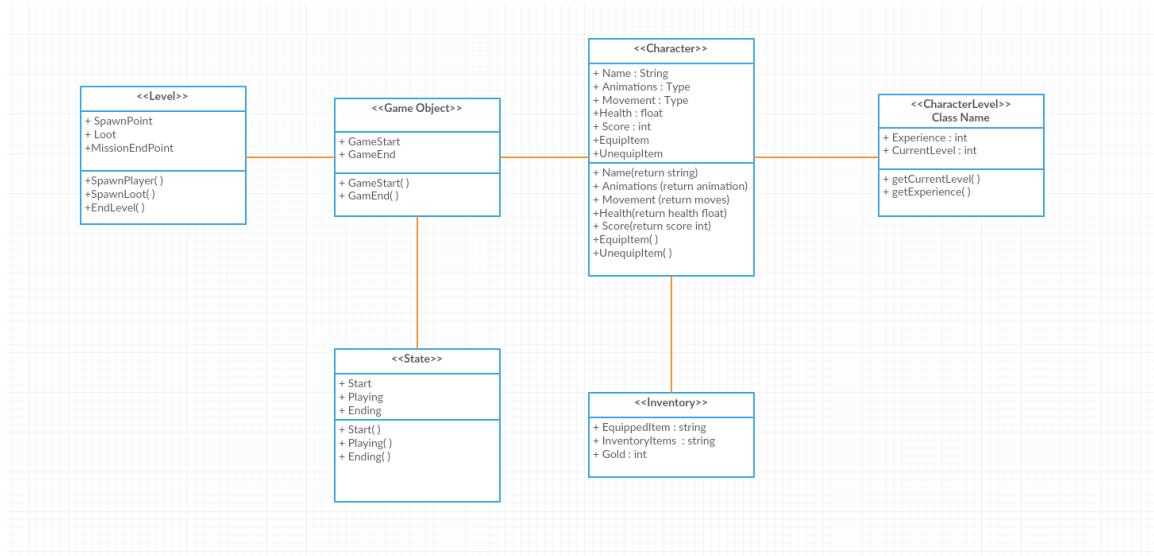 <<Level>>
+ SpawnPoint
+ Loot
+MissionEndPoint
+SpawnPlayer( )
+SpawnLoot( )
+EndLevel( )
<<Game Object>>
+ GameStart
+ GameEnd
+ GameStart( )
+ GamEnd( )
<<Character>>
+ Name : String
+ Animations : Type
+ Movement : Type
+Health : float
+ Score : int
+EquipItem
+UnequipItem
+ Name(return string)
+ Animations (return animation)
+ Movement (return moves)
+Health(return health float)
+ Score(return score int)
+EquipItem( )
+UnequipItem( )
<<CharacterLevel>>
Class Name
+ Experience : int
+ CurrentLevel : int
+ getCurrentLevel( )
+ getExperience( )
<<State>>
+ Start
+ Playing
+ Ending
+ Start( )
+ Playing( )
+ Ending( )
<<Inventory>>
+ EquippedItem : string
+ InventoryItems : string
+ Gold : int